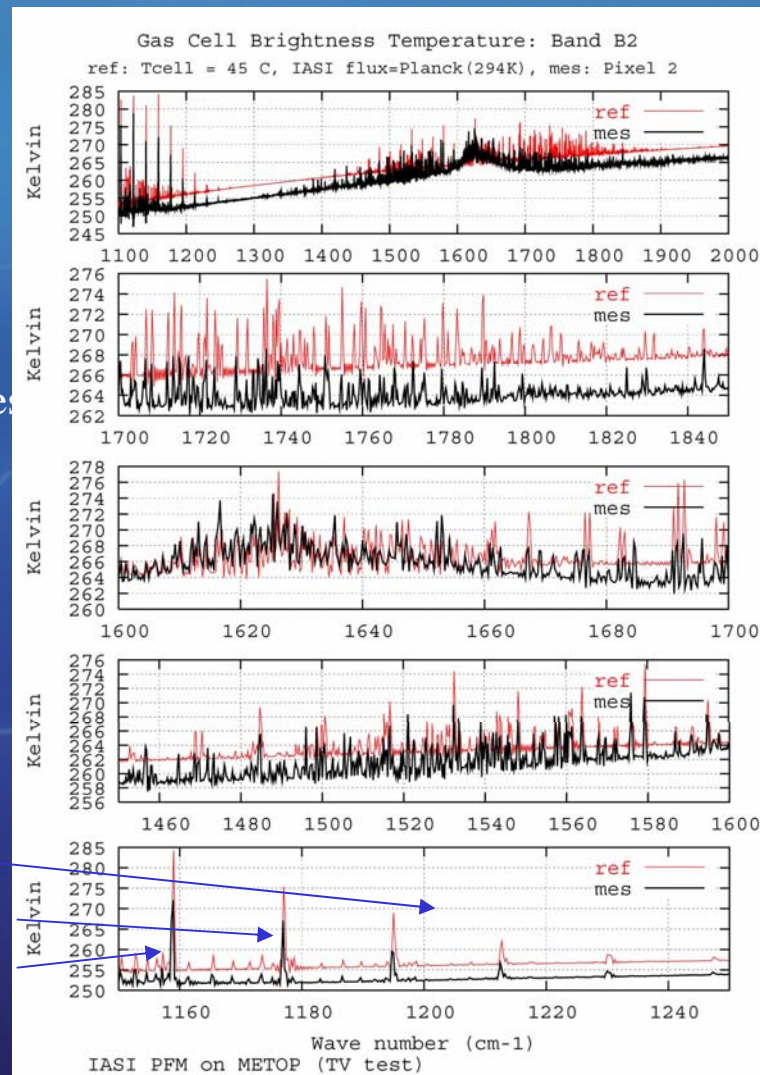 Gas Cell Brightness Temperature: Band B2
ref: Tcell = 45 C, IASI flux=Planck(294K), mes: Pixel 2
Kelvin
285
280
275
270
265
260
255
250
245
ref
mes
1100 1200 1300 1400 1500 1600 1700 1800 1900 2000
Kelvin
276
274
272
270
268
266
264
262
ref
mes
1700 1720 1740 1760 1780 1800 1820 1840
es
Kelvin
278
276
274
272
270
268
266
264
262
260
ref
mes
1600 1620 1640 1660 1680 1700
Kelvin
276
274
272
270
268
266
264
262
260
258
256
ref
mes
1460 1480 1500 1520 1540 1560 1580 1600
Kelvin
285
280
275
270
265
260
255
250
ref
mes
1160 1180 1200 1220 1240
Wave number (cm-1)
IASI PFM on METOP (TV test)